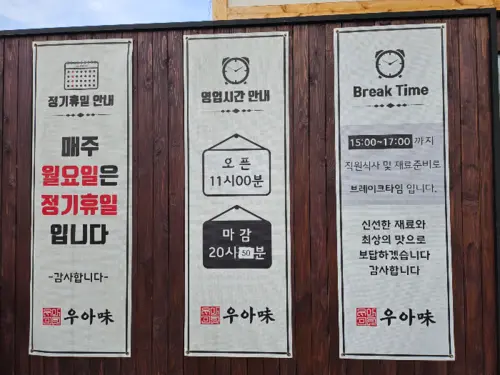 정기휴일 안내
매주
월요일은
정기휴일
입니다
-감사합니다-
우아味
영업시간 안내
오픈
11시00분
마감
20시50분
우아味
Break Time
15:00~17:00 까지
직원식사 및 재료준비로
브레이크타임 입니다.
신선한 재료와
최상의 맛으로
보답하겠습니다
감사합니다
우아味